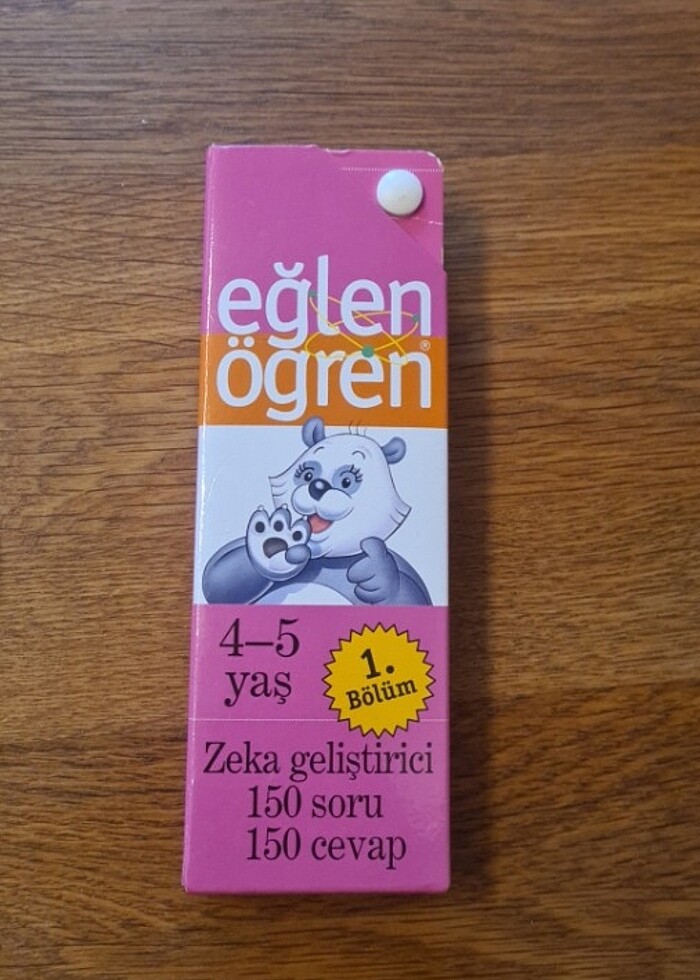 eğlen
öğren®
4–5
yaş
1.
Bölüm
Zeka geliştirici
150 soru
150 cevap